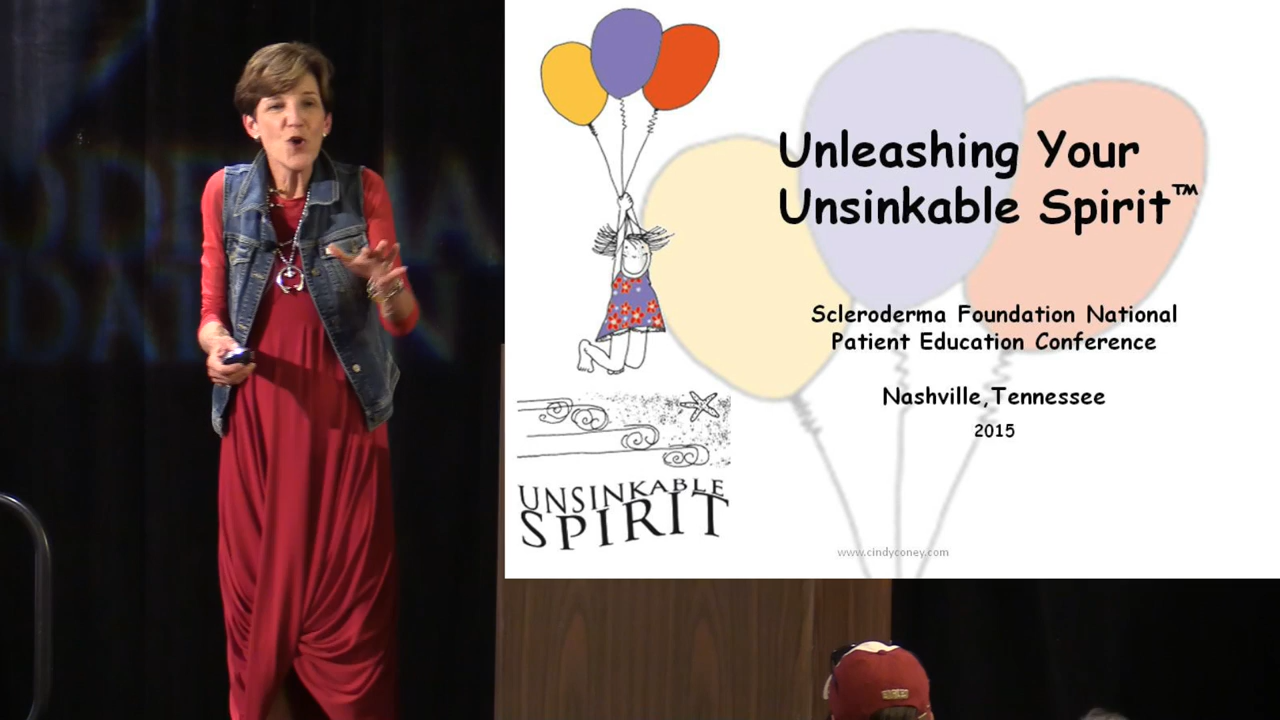 Unleashing Your
Unsinkable Spirit™
Scleroderma Foundation National
Patient Education Conference
Nashville,Tennessee
2015
UNSINKABLE
SPIRIT
www.cindyconey.com